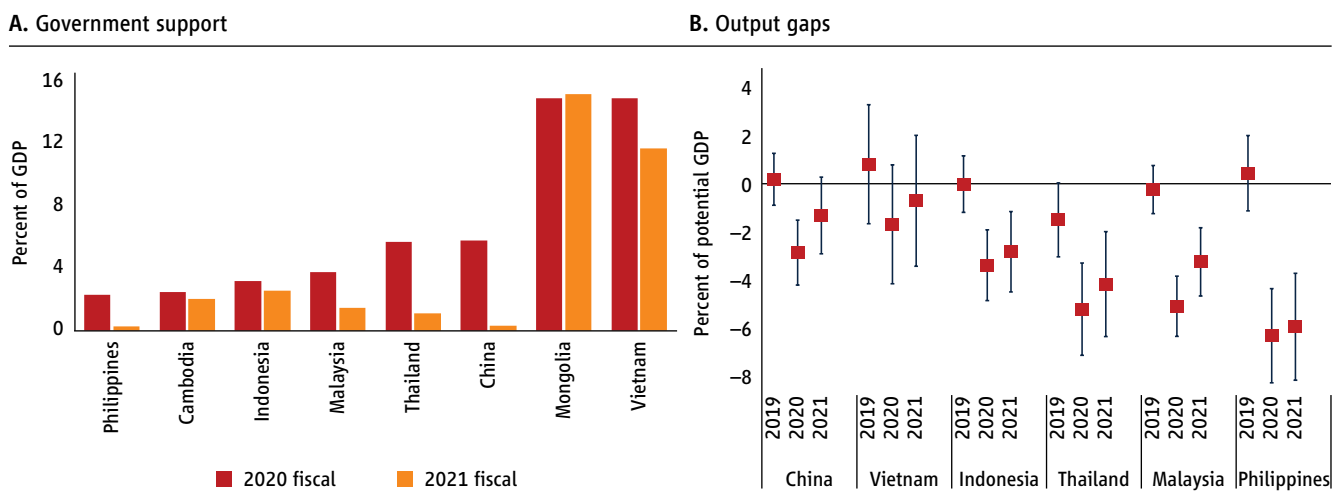 A. Government support
Percent of GDP
16
12
8
4
0
Philippines
Cambodia
Indonesia
Malaysia
Thailand
China
Mongolia
Vietnam
2020 fiscal
2021 fiscal
B. Output gaps
Percent of potential GDP
4
2
0
–2
–4
–6
–8
2019
2020
2021
2019
2020
2021
2019
2020
2021
2019
2020
2021
2019
2020
2021
2019
2020
2021
China
Vietnam
Indonesia
Thailand
Malaysia
Philippines